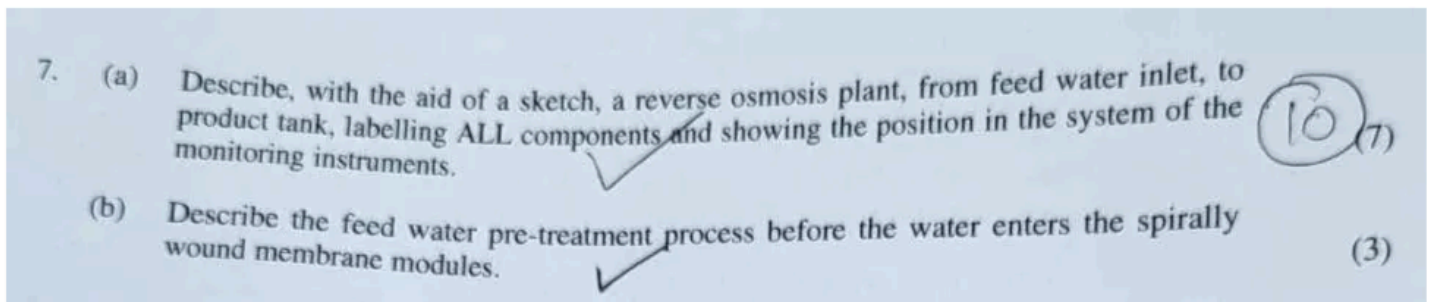 7. (a) Describe, with the aid of a sketch, a reverse osmosis plant, from feed water inlet, to
product tank, labelling ALL components and showing the position in the system of the
monitoring instruments.
10 (7)
(b) Describe the feed water pre-treatment process before the water enters the spirally
wound membrane modules.
(3)